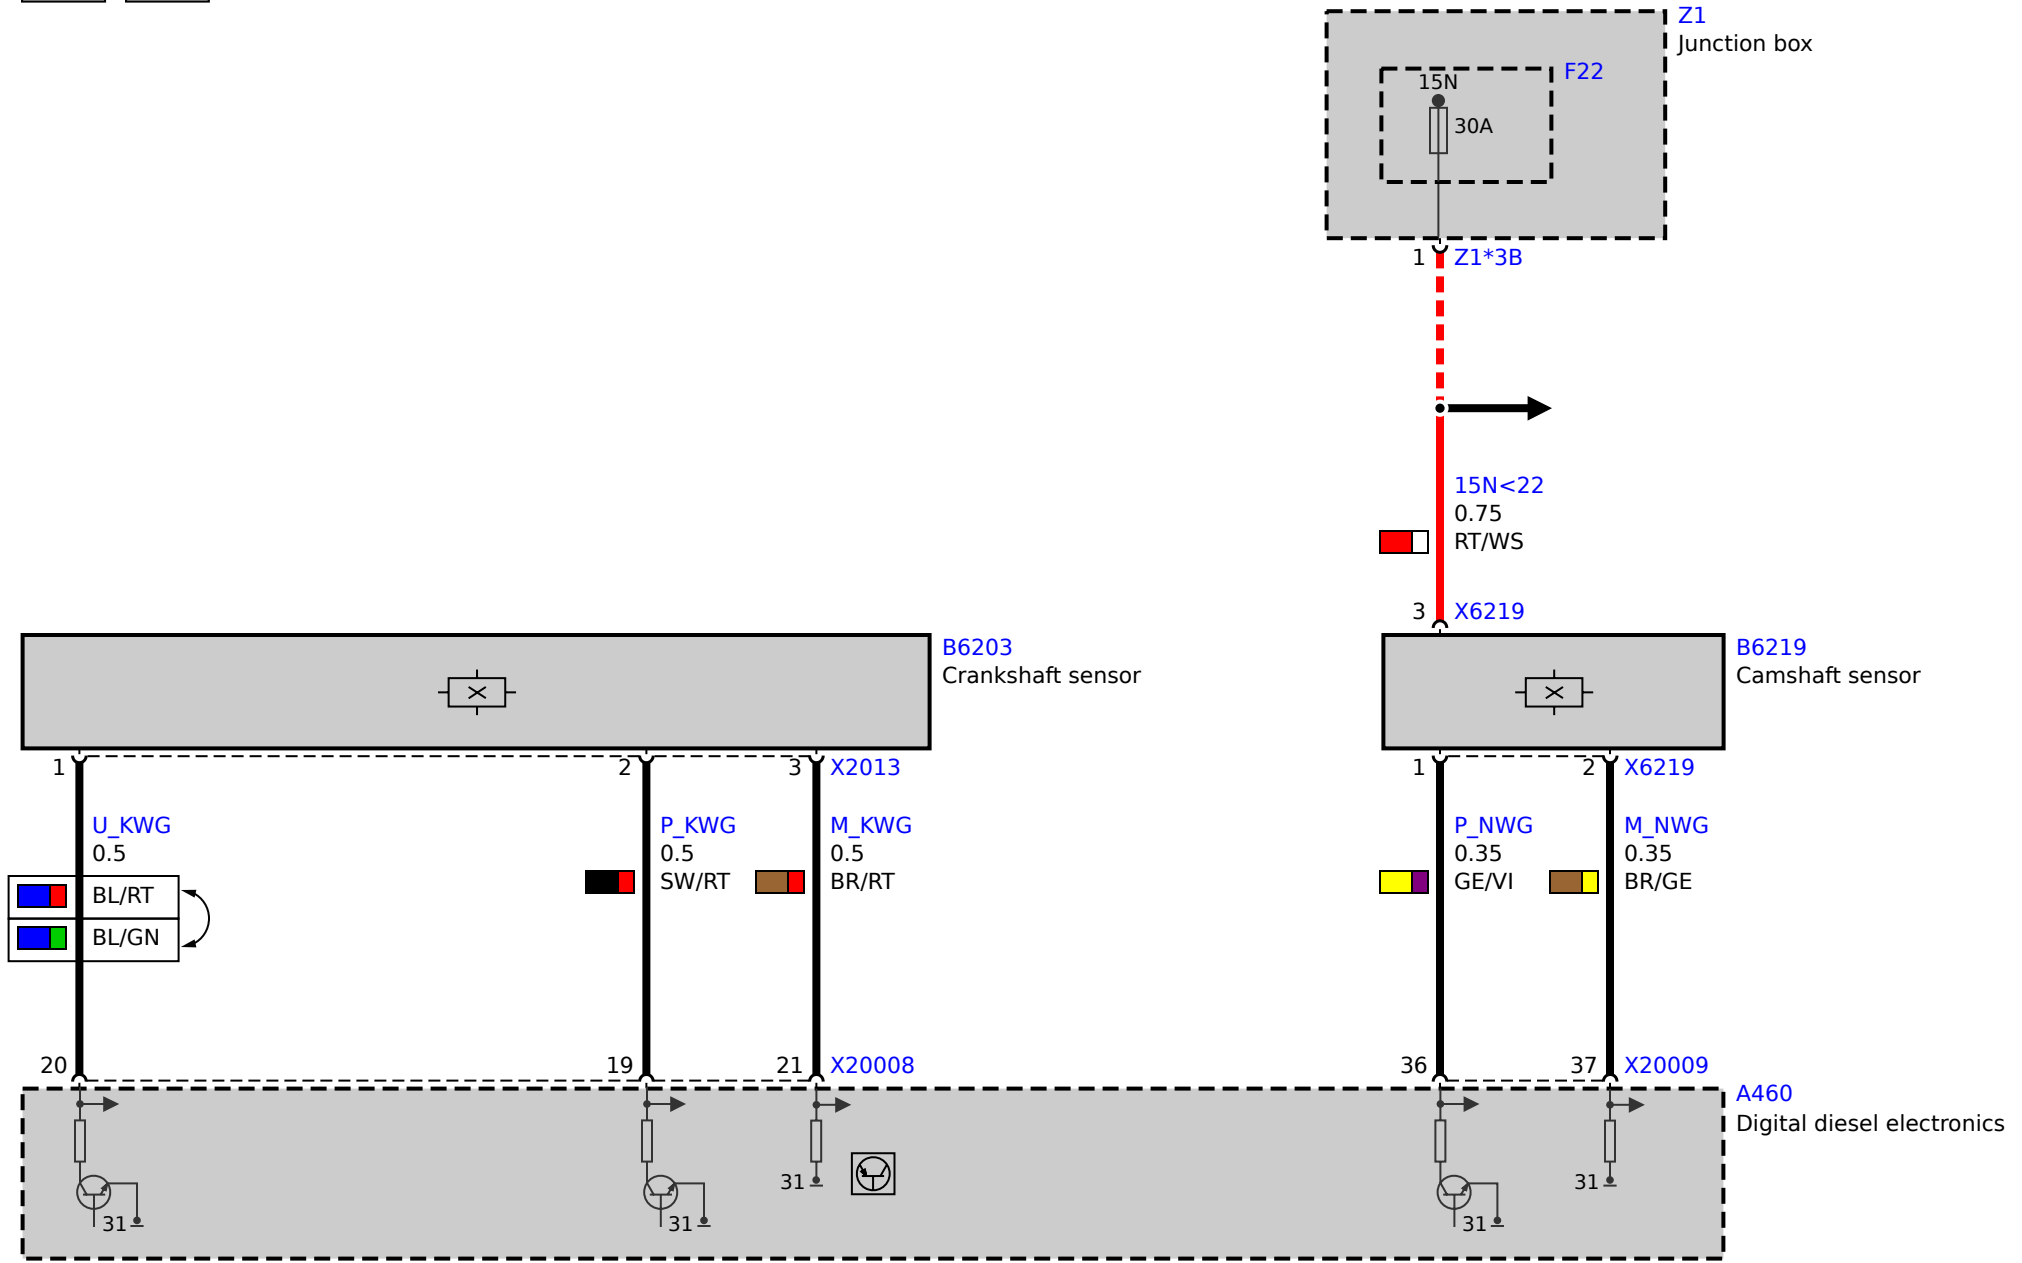 Z1
Junction box
F22
15N
30A
1 Z1*3B
15N<22
0.75
RT/WS
3 X6219
B6203
Crankshaft sensor
B6219
Camshaft sensor
1 2 3 X2013
1 2 X6219
U_KWG
0.5
BL/RT
BL/GN
P_KWG
0.5
SW/RT
M_KWG
0.5
BR/RT
P_NWG
0.35
GE/VI
M_NWG
0.35
BR/GE
20 19 21 X20008
36 37 X20009
A460
Digital diesel electronics
31 31 31 31 31